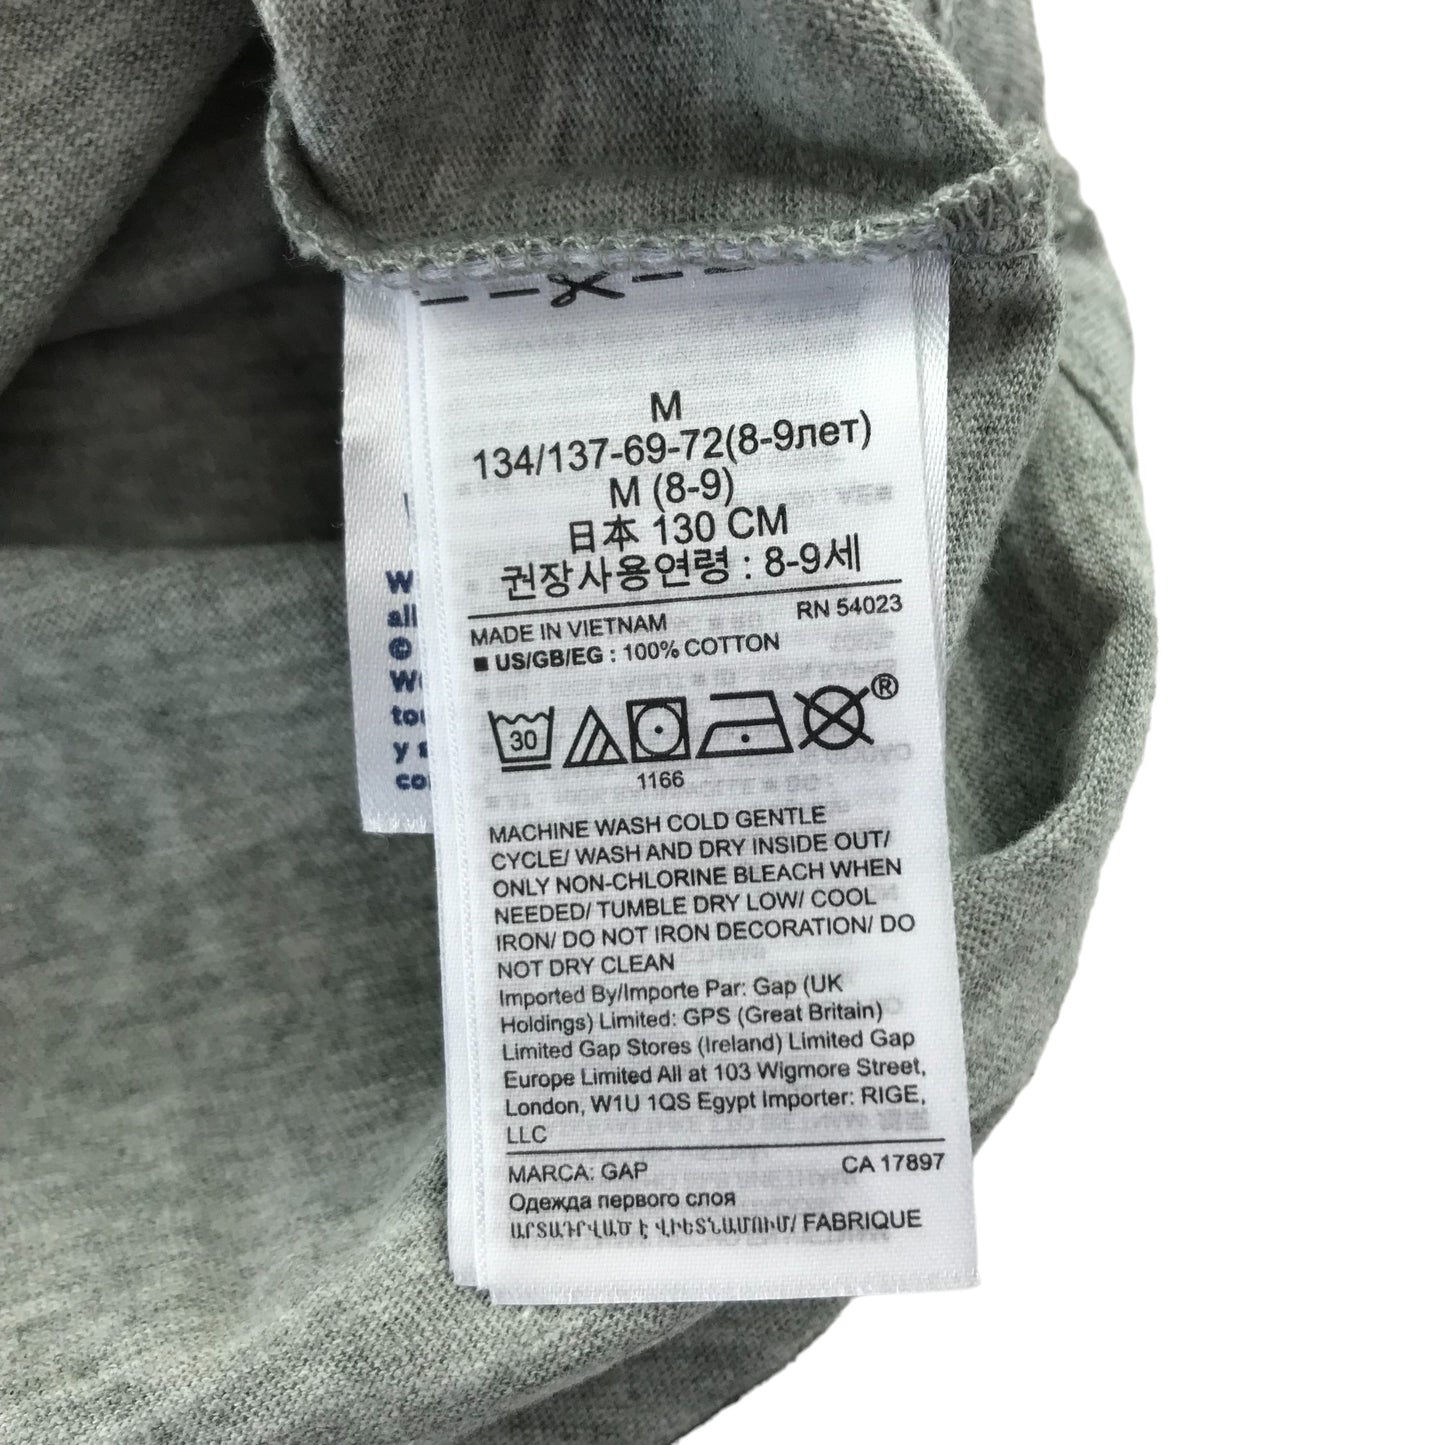 M
134/137-69-72(8-9лет)
M (8-9)
日本 130 CM
권장사용연령 : 8-9세
RN 54023
MADE IN VIETNAM
■ US/GB/EG : 100% COTTON
30
®
1166
MACHINE WASH COLD GENTLE
CYCLE/ WASH AND DRY INSIDE OUT/
ONLY NON-CHLORINE BLEACH WHEN
NEEDED/ TUMBLE DRY LOW/ COOL
IRON/ DO NOT IRON DECORATION/ DO
NOT DRY CLEAN
Imported By/Importe Par: Gap (UK
Holdings) Limited: GPS (Great Britain)
Limited Gap Stores (Ireland) Limited Gap
Europe Limited All at 103 Wigmore Street,
London, W1U 1QS Egypt Importer: RIGE,
LLC
MARCA: GAP
CA 17897
Одежда первого слоя
ԱՐՏԱԴՐՎԱԾ Է ՎԻԵՏՆԱՄՈՒՄ/ FABRIQUE
all
©
y